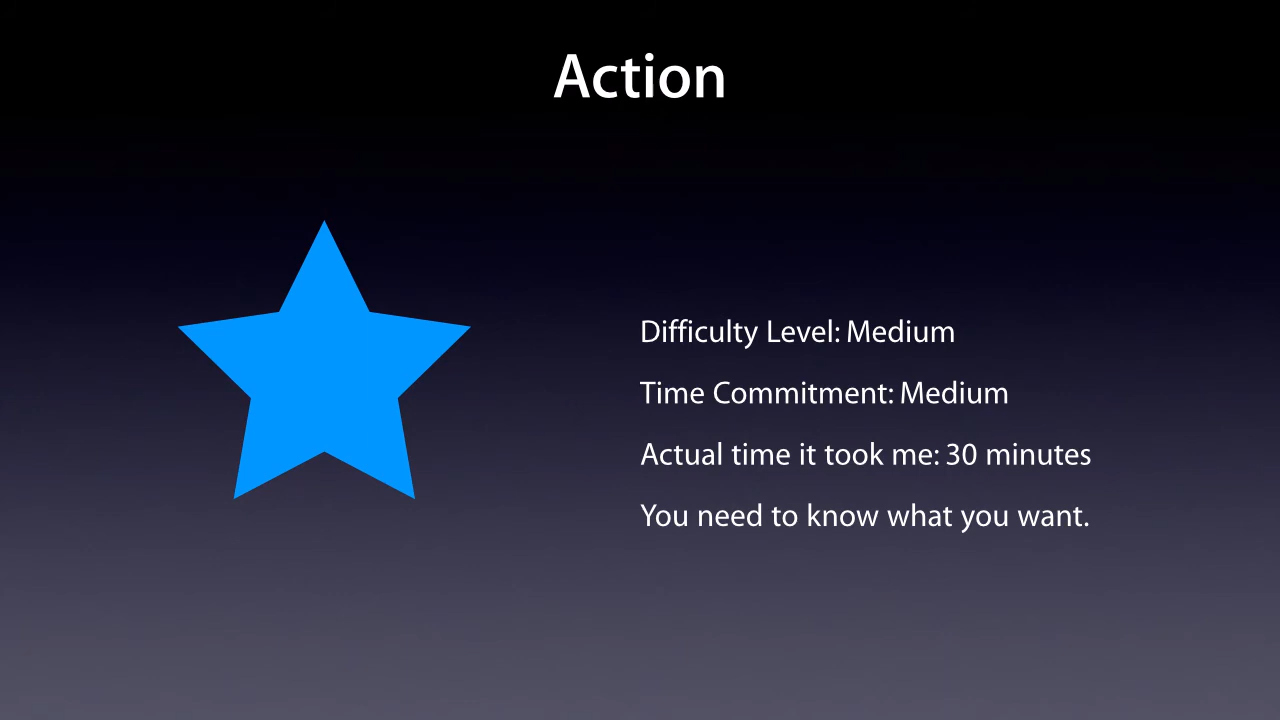 Action
Difficulty Level: Medium
Time Commitment: Medium
Actual time it took me: 30 minutes
You need to know what you want.